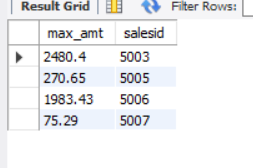 Result Grid Filter Rows:
max_amt salesid
2480.4 5003
270.65 5005
1983.43 5006
75.29 5007